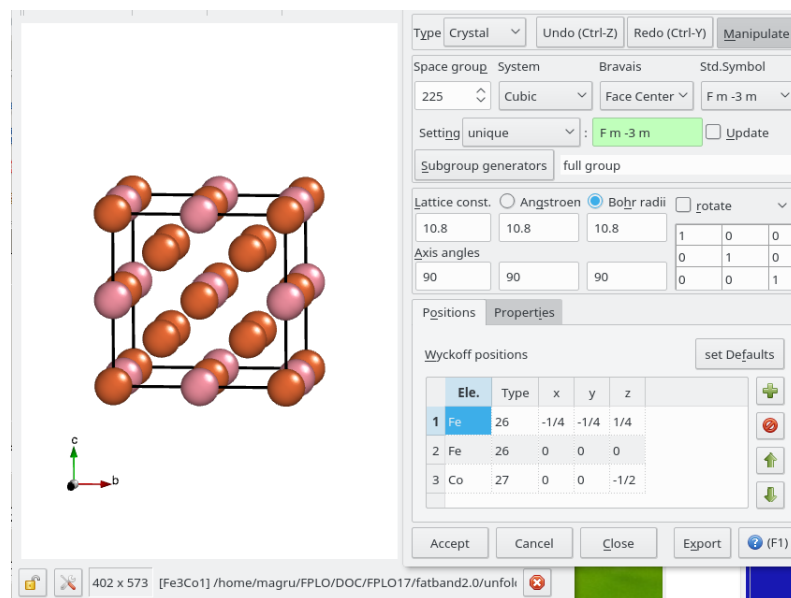 Type Crystal Undo (Ctrl-Z) Redo (Ctrl-Y) Manipulate
Space group System Bravais Std.Symbol
225 Cubic Face Center F m -3 m
Setting unique : F m -3 m Update
Subgroup generators full group
Lattice const. Angstroen Bohr radii rotate
10.8 10.8 10.8
1 0 0
Axis angles
0 1 0
90 90 90
0 0 1
Positions Properties
Wyckoff positions set Defaults
Ele. Type x y z
1 Fe 26 -1/4 -1/4 1/4
2 Fe 26 0 0 0
3 Co 27 0 0 -1/2
c
b
Accept Cancel Close Export ? (F1)
402 x 573 [Fe3Co1] /home/magru/FPLO/DOC/FPLO17/fatband2.0/unfol